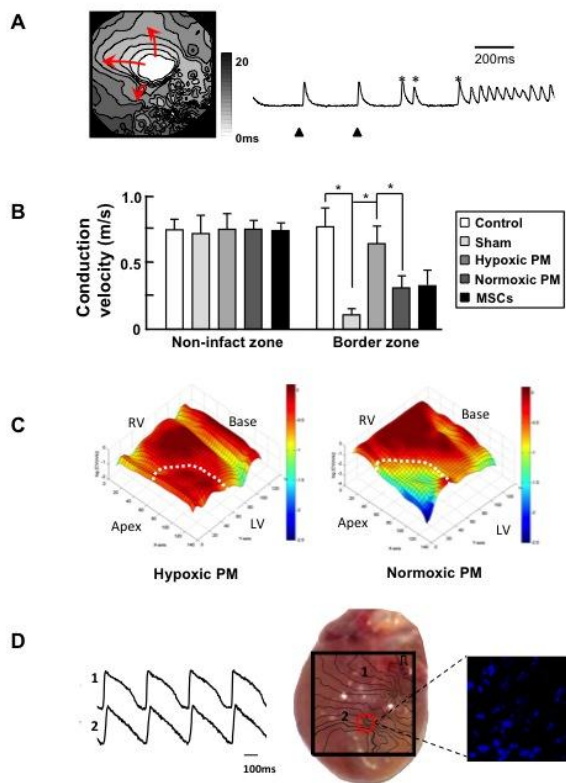 A
20
0ms
200ms
* * *
B
Conduction
velocity (m/s)
1.0
0.5
0
* * *
Non-infact zone
Border zone
Control
Sham
Hypoxic PM
Normoxic PM
MSCs
C
RV
Base
Apex
LV
Hypoxic PM
RV
Base
Apex
LV
Normoxic PM
D
1
2
100ms
1
2